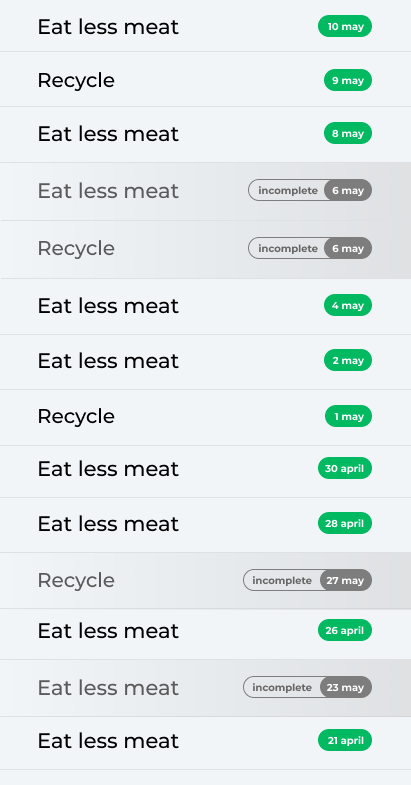 Eat less meat 10 may
Recycle 9 may
Eat less meat 8 may
Eat less meat incomplete 6 may
Recycle incomplete 6 may
Eat less meat 4 may
Eat less meat 2 may
Recycle 1 may
Eat less meat 30 april
Eat less meat 28 april
Recycle incomplete 27 may
Eat less meat 26 april
Eat less meat incomplete 23 may
Eat less meat 21 april